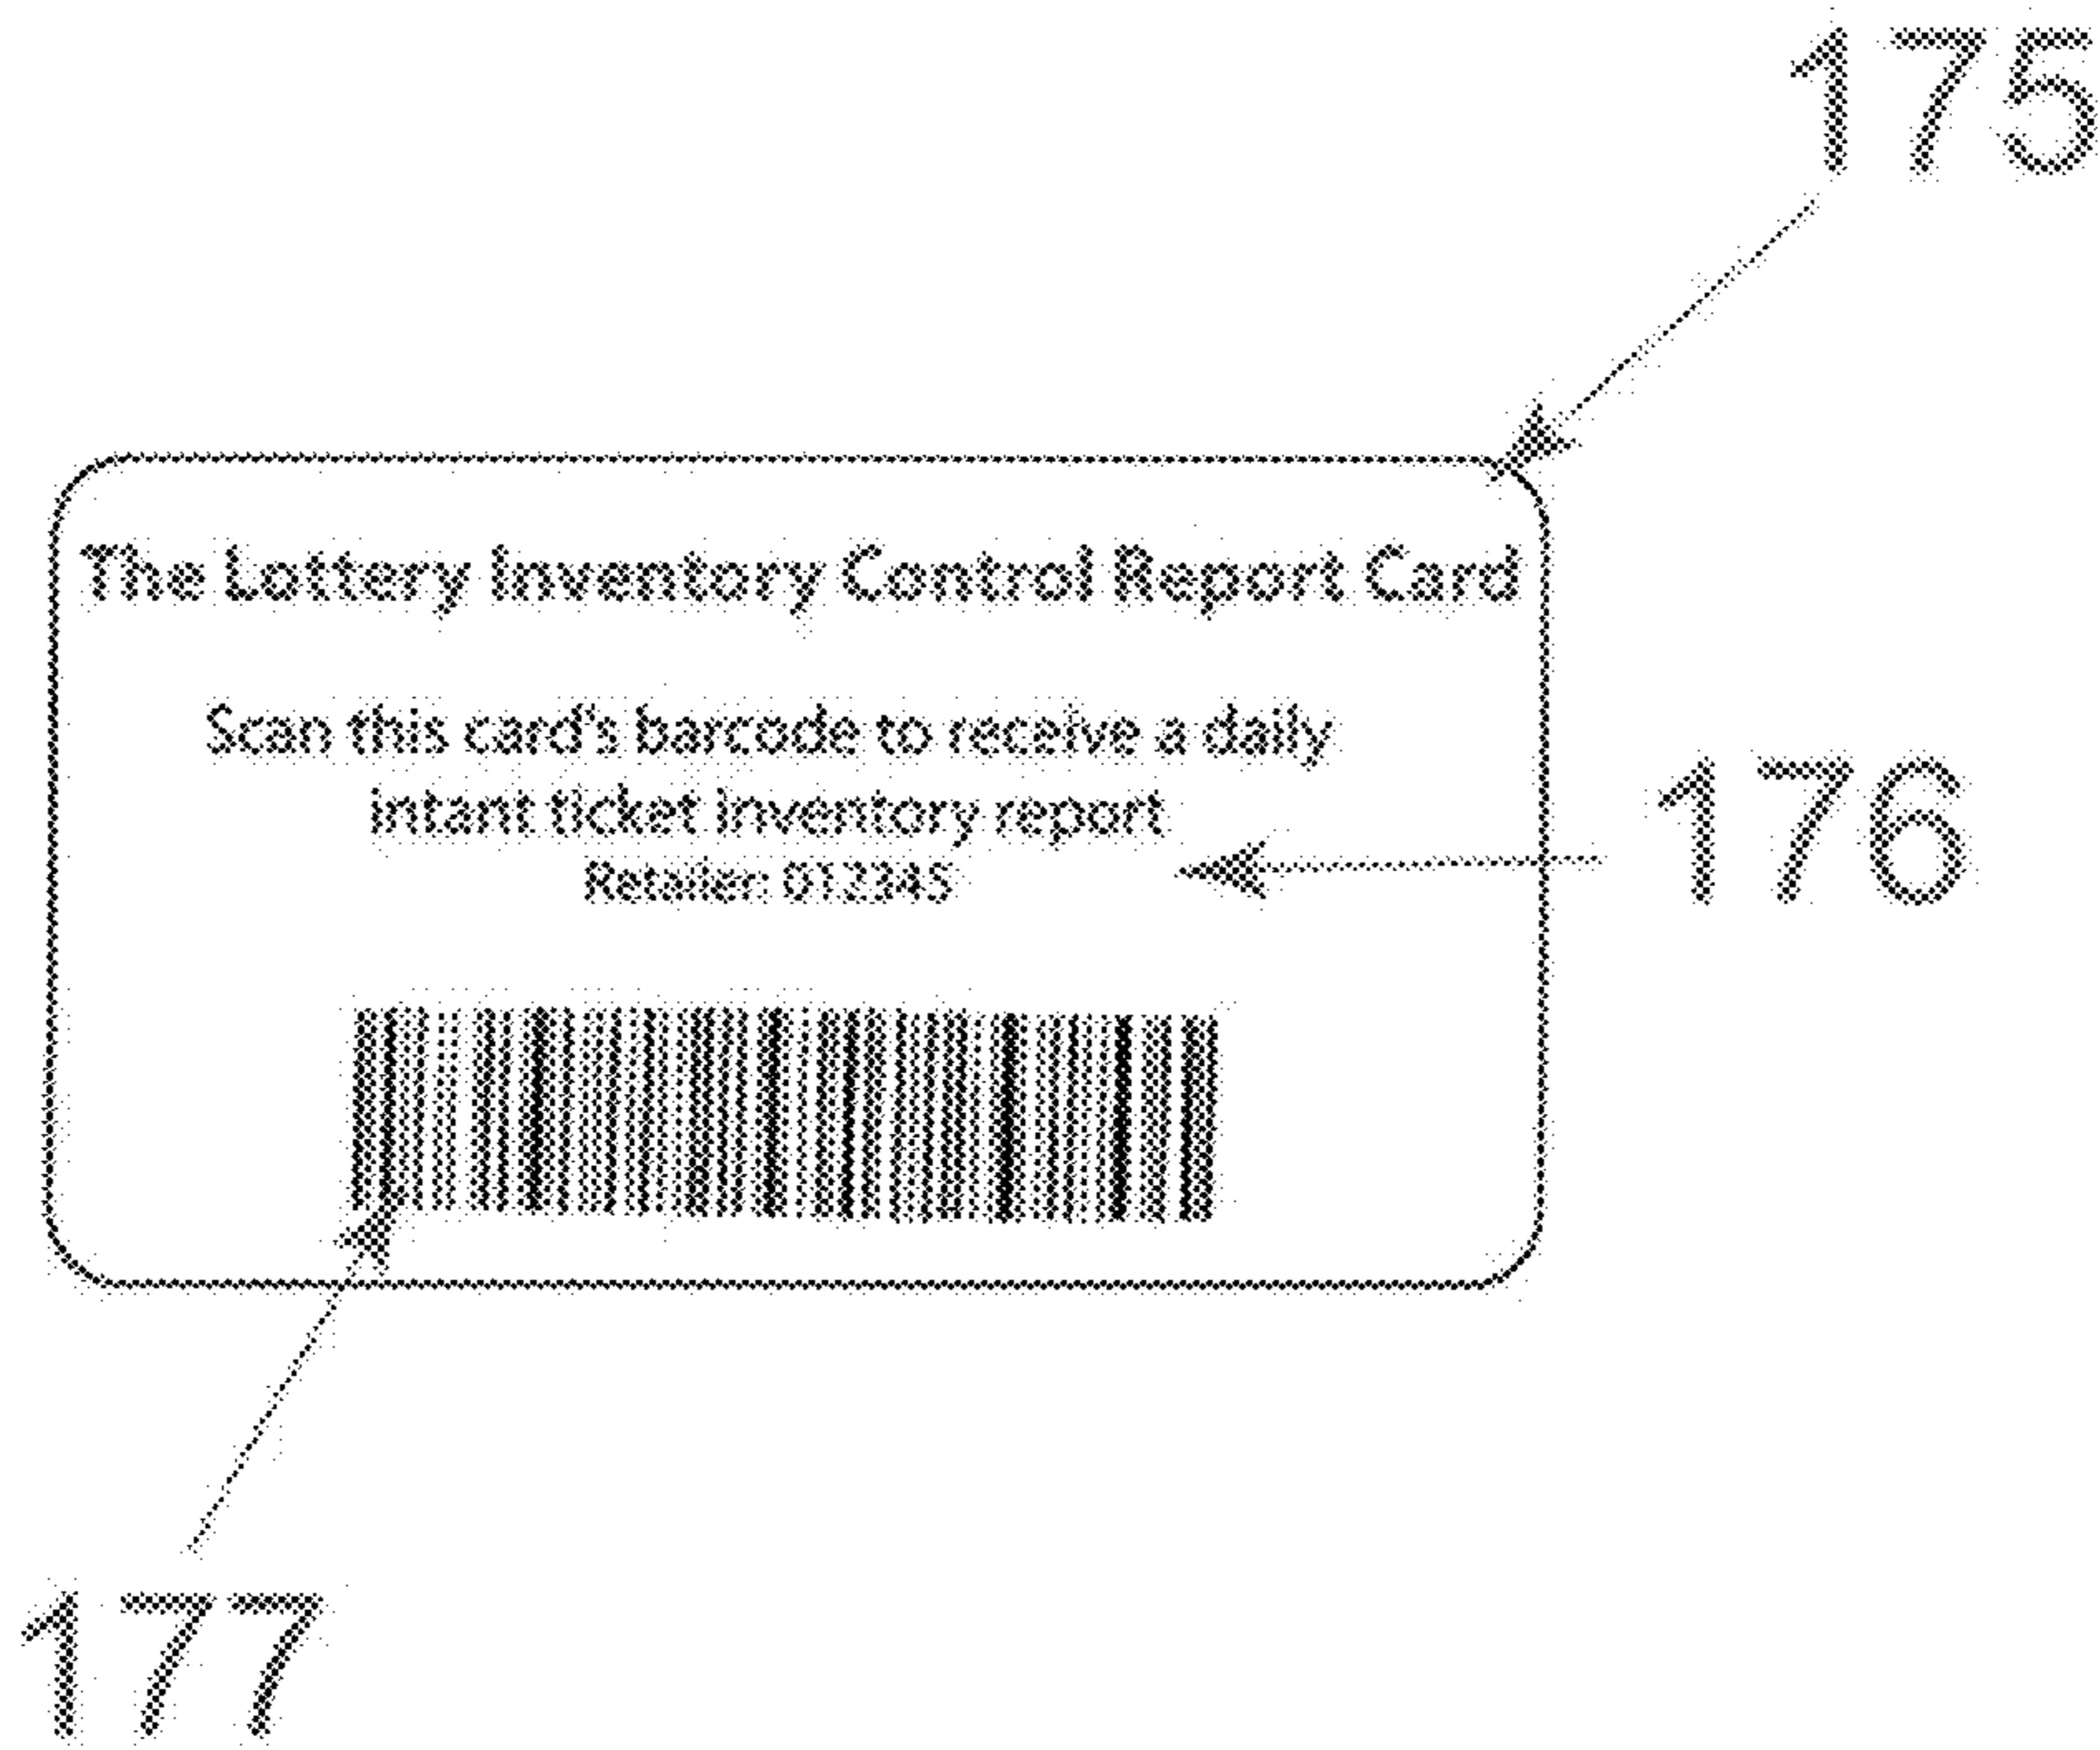 175
The Lottery Inventory Control Report Card
Scan this card's barcode to receive a daily
Intant ticket inventory report
176
Retailer: 012345
177